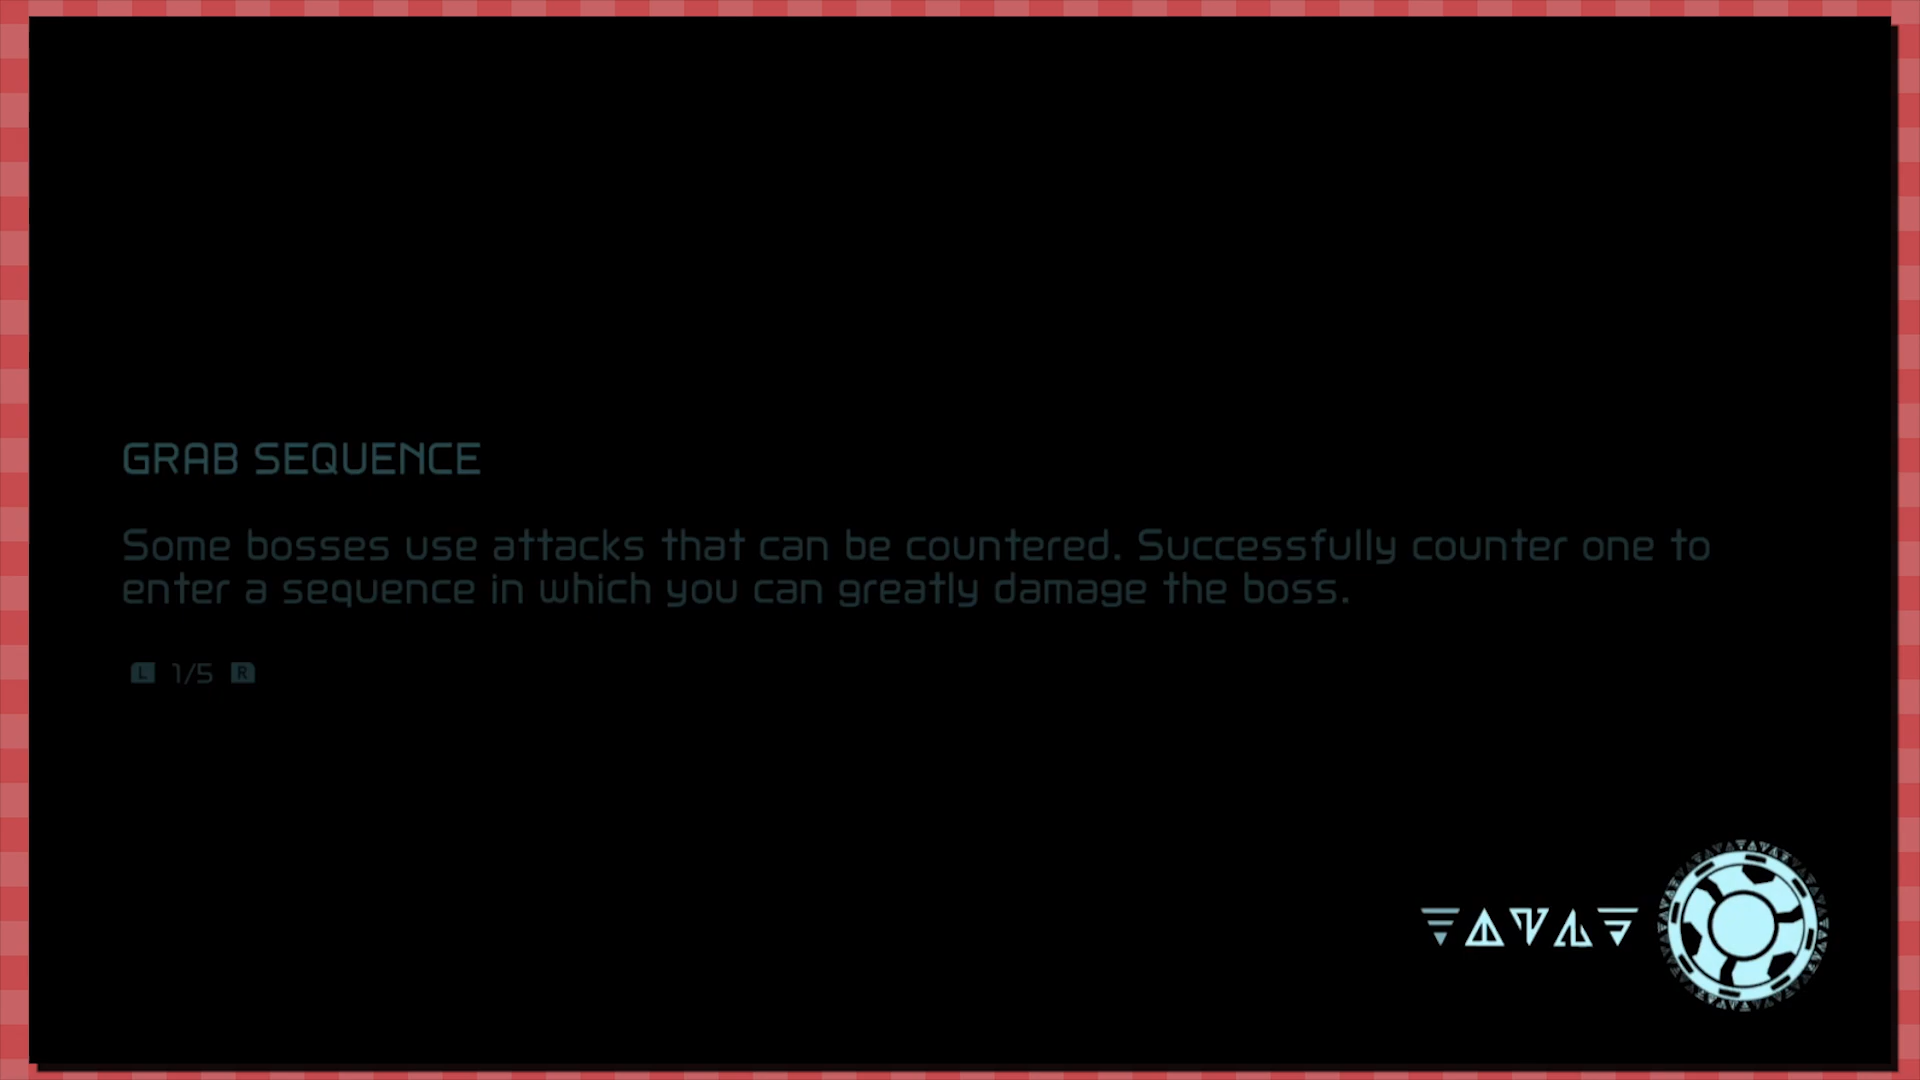 GRAB SEQUENCE
Some bosses use attacks that can be countered. Successfully counter one to
enter a sequence in which you can greatly damage the boss.
L 1/5 R